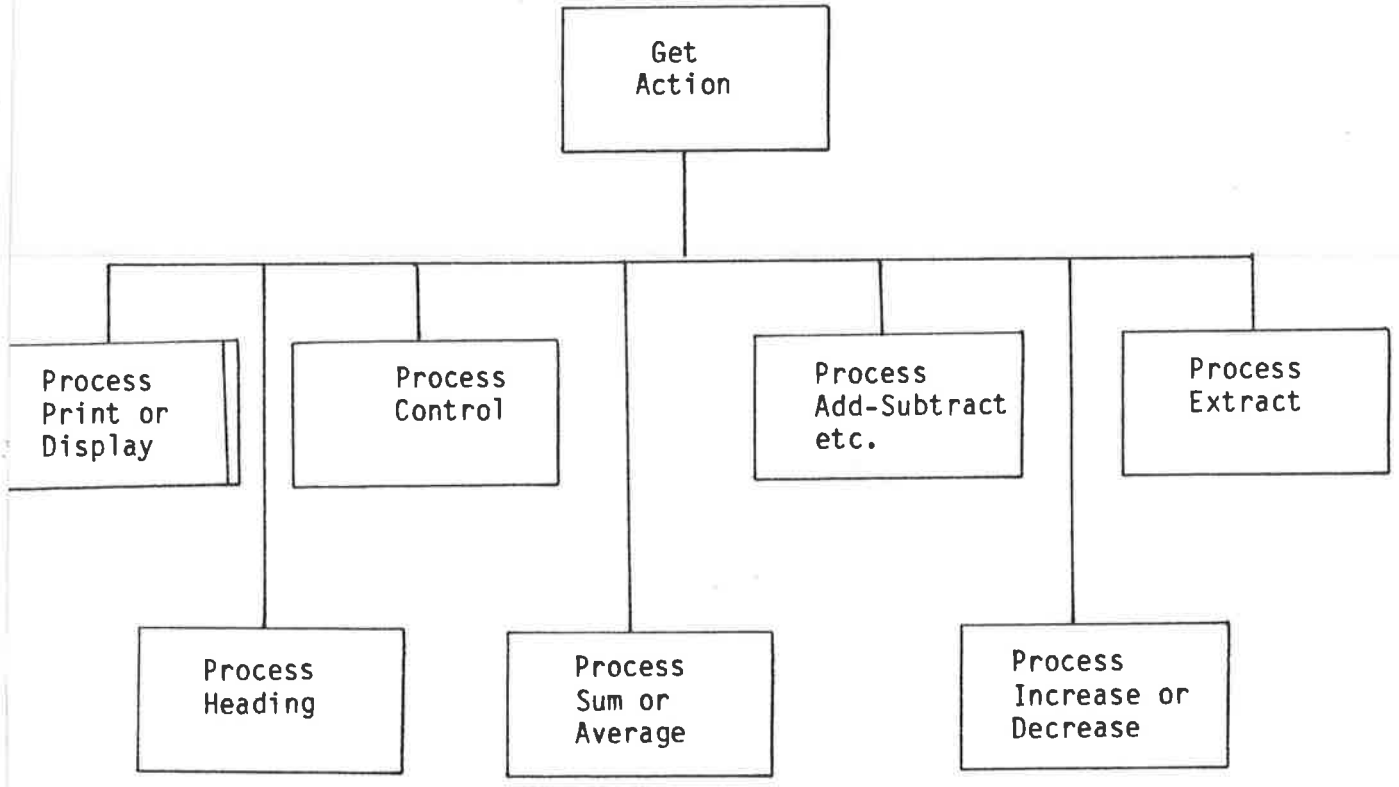 Get
Action
Process
Print or
Display
Process
Control
Process
Add-Subtract
etc.
Process
Extract
Process
Heading
Process
Sum or
Average
Process
Increase or
Decrease